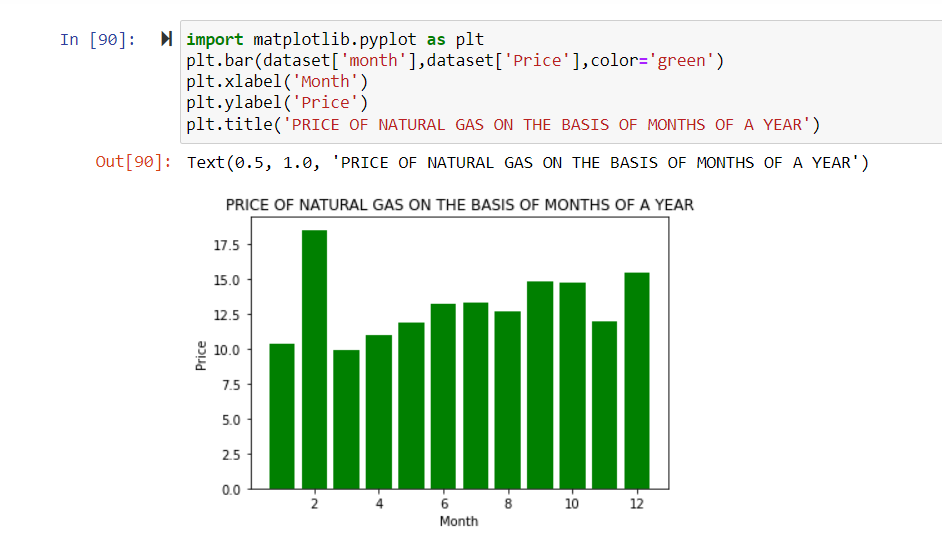 In [90]:
import matplotlib.pyplot as plt
plt.bar(dataset['month'],dataset['Price'],color='green')
plt.xlabel('Month')
plt.ylabel('Price')
plt.title('PRICE OF NATURAL GAS ON THE BASIS OF MONTHS OF A YEAR')
Out[90]: Text(0.5, 1.0, 'PRICE OF NATURAL GAS ON THE BASIS OF MONTHS OF A YEAR')
PRICE OF NATURAL GAS ON THE BASIS OF MONTHS OF A YEAR
17.5
15.0
12.5
10.0
7.5
5.0
2.5
0.0
Price
2 4 6 8 10 12
Month